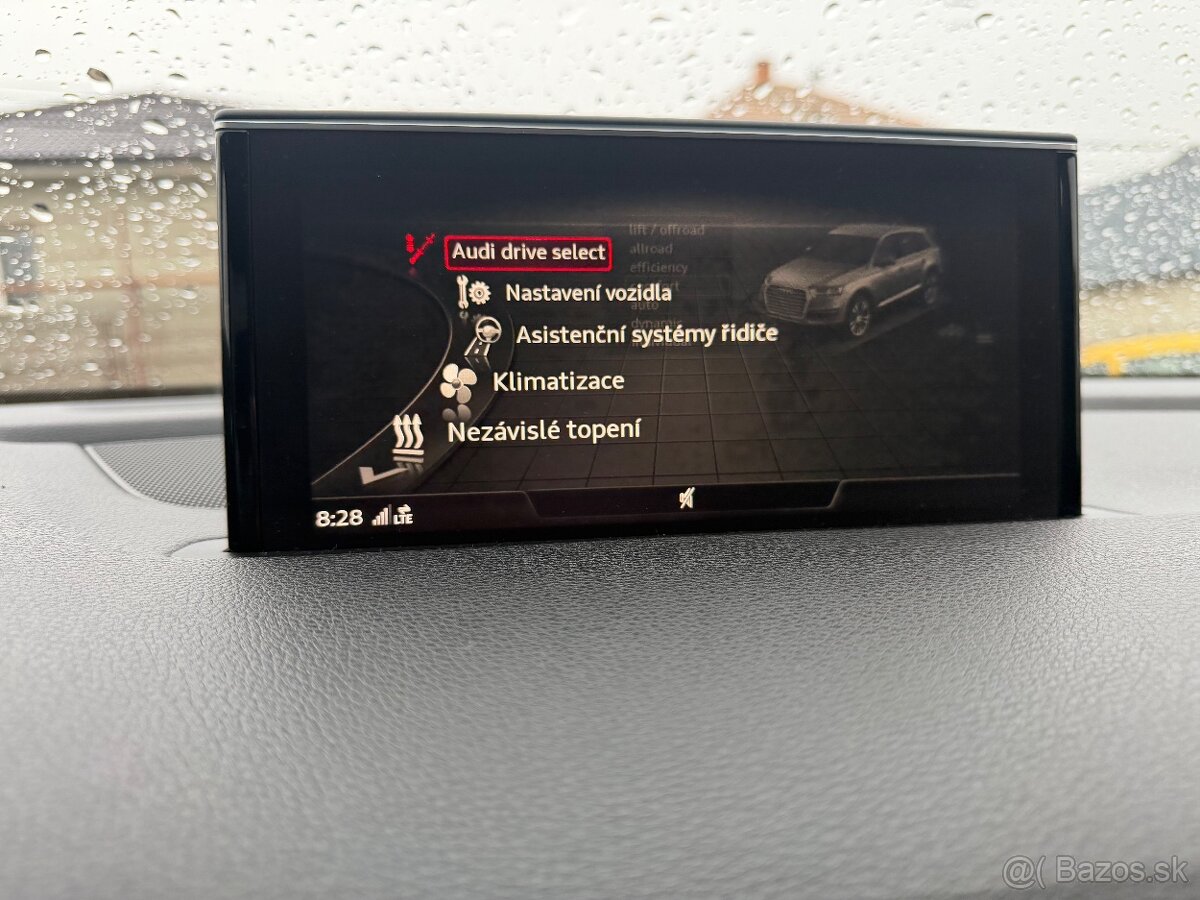 lift / offroad
Audi drive select
allroad
efficiency
Nastavení vozidla
auto
Asistenční systémy řidiče
Klimatizace
Nezávislé topení
8:28 LTE
@( Bazos.sk